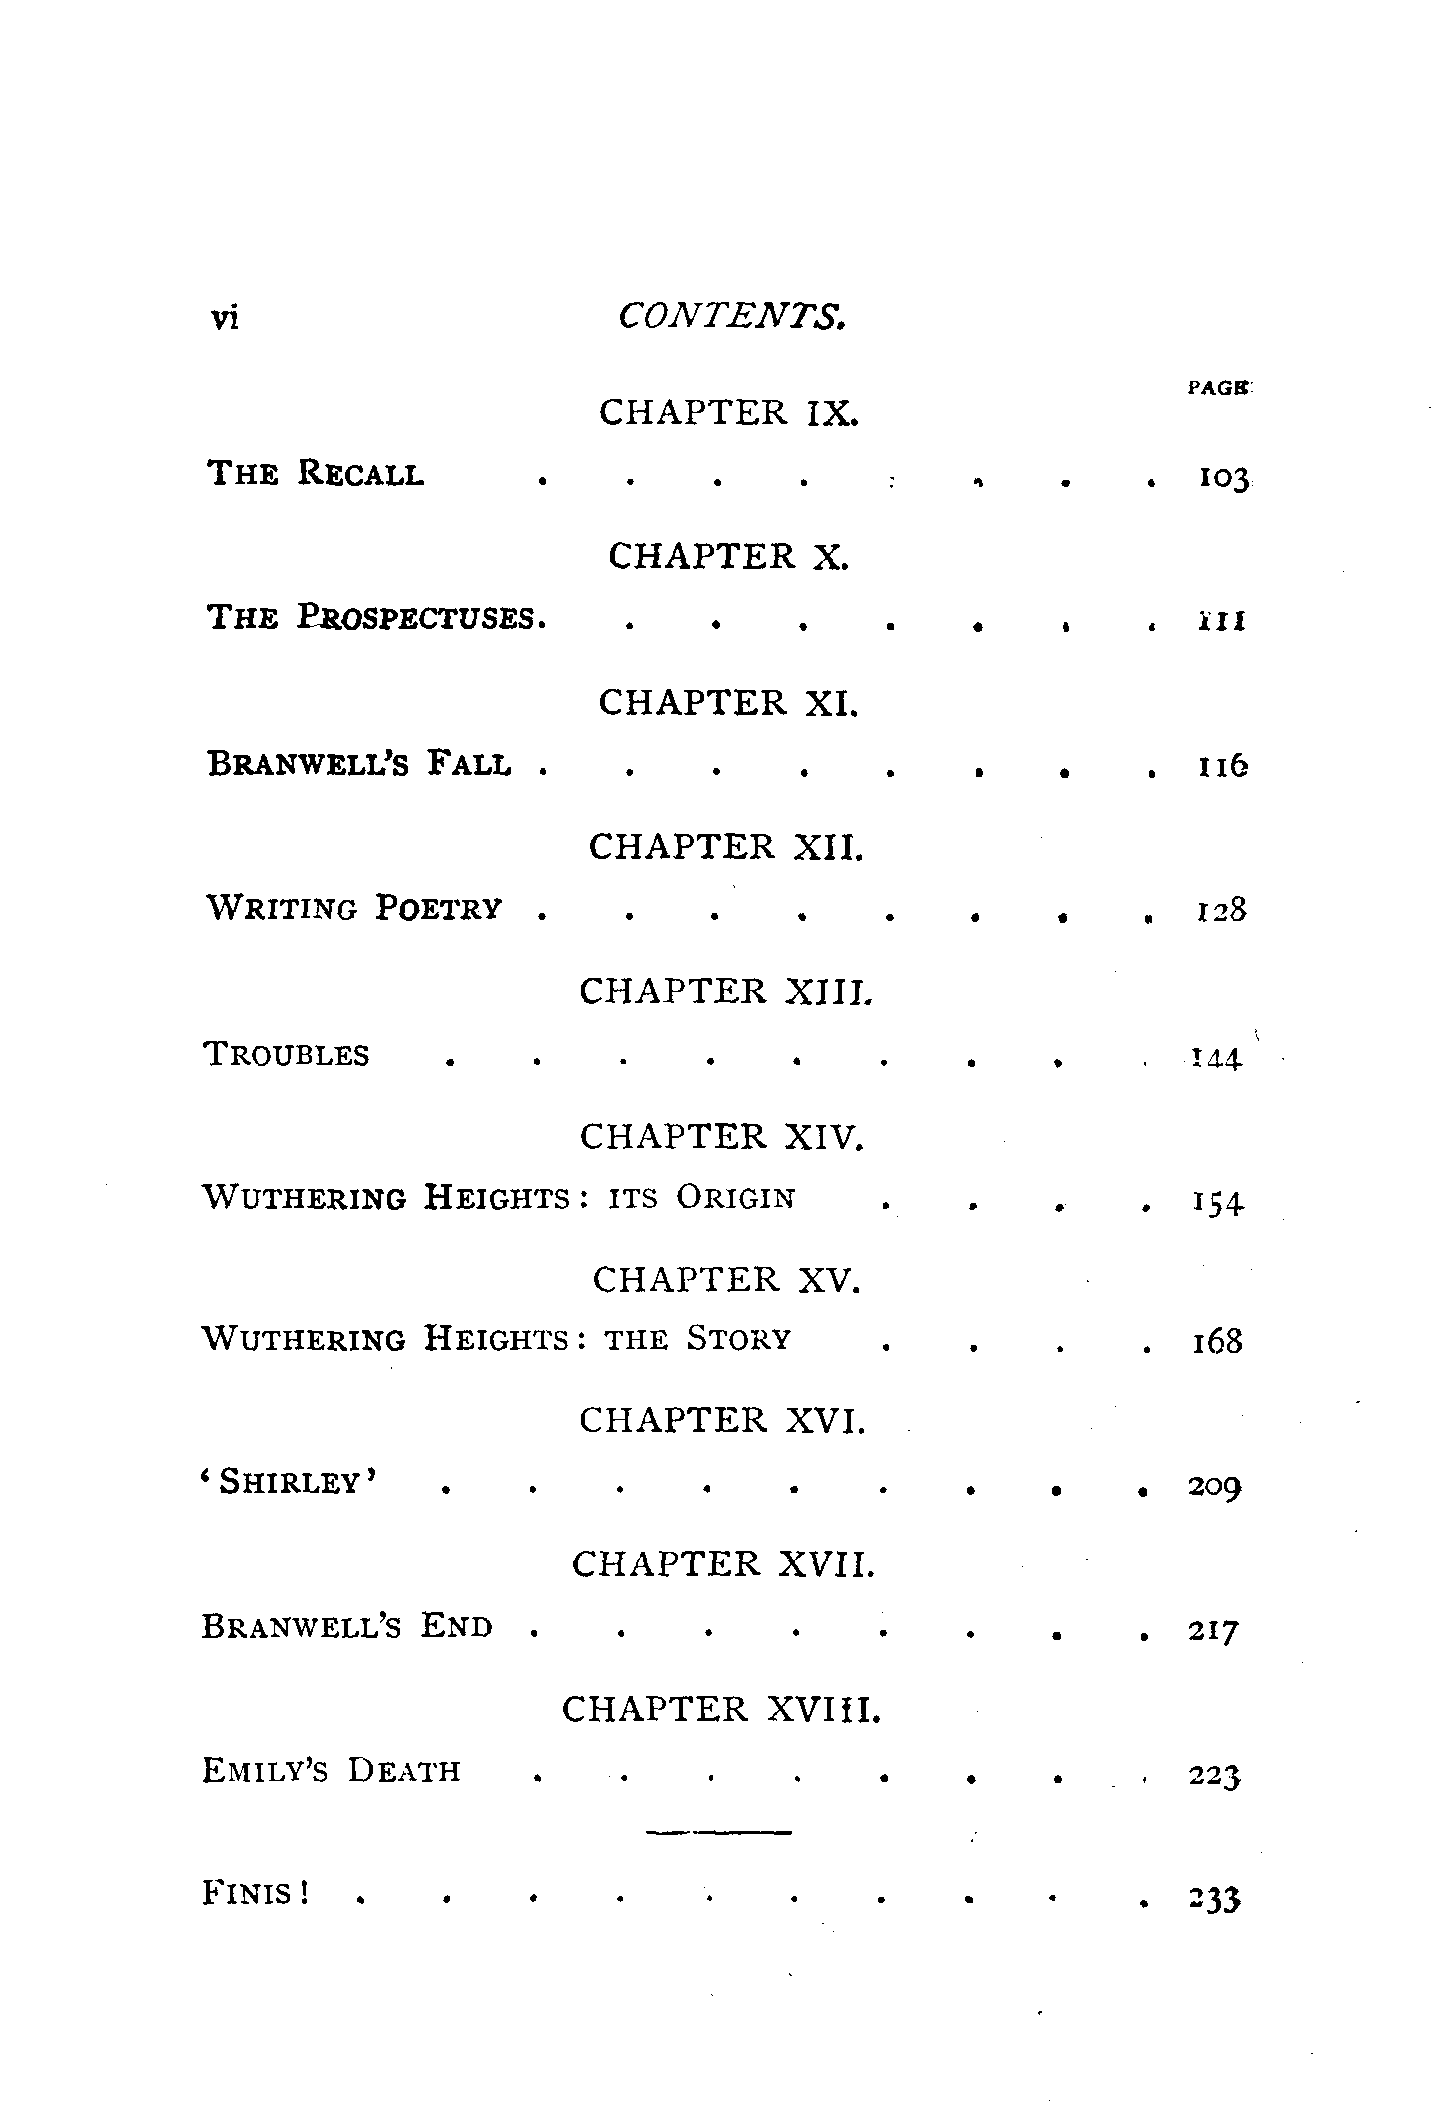 vi CONTENTS.
PAGE
CHAPTER IX.
THE RECALL . . . . . . . . 103
CHAPTER X.
THE PROSPECTUSES. . . . . . . . 111
CHAPTER XI.
BRANWELL'S FALL . . . . . . . . 116
CHAPTER XII.
WRITING POETRY . . . . . . . . 128
CHAPTER XIII.
TROUBLES . . . . . . . . . 144
CHAPTER XIV.
WUTHERING HEIGHTS: ITS ORIGIN . . . . 154
CHAPTER XV.
WUTHERING HEIGHTS: THE STORY . . . . 168
CHAPTER XVI.
‘SHIRLEY’ . . . . . . . . . 209
CHAPTER XVII.
BRANWELL'S END . . . . . . . . 217
CHAPTER XVIII.
EMILY'S DEATH . . . . . . . . 223
FINIS! . . . . . . . . . . 233